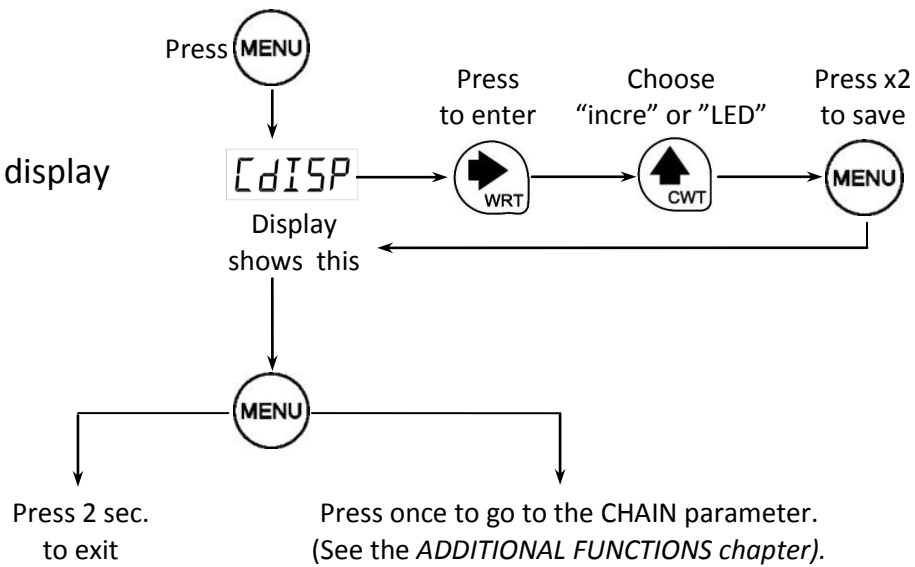 Press MENU
Press
to enter
Choose
“incre” or ”LED”
Press x2
to save
display
CdISP
WRT
CWT
MENU
Display
shows this
MENU
Press 2 sec.
to exit
Press once to go to the CHAIN parameter.
(See the ADDITIONAL FUNCTIONS chapter).